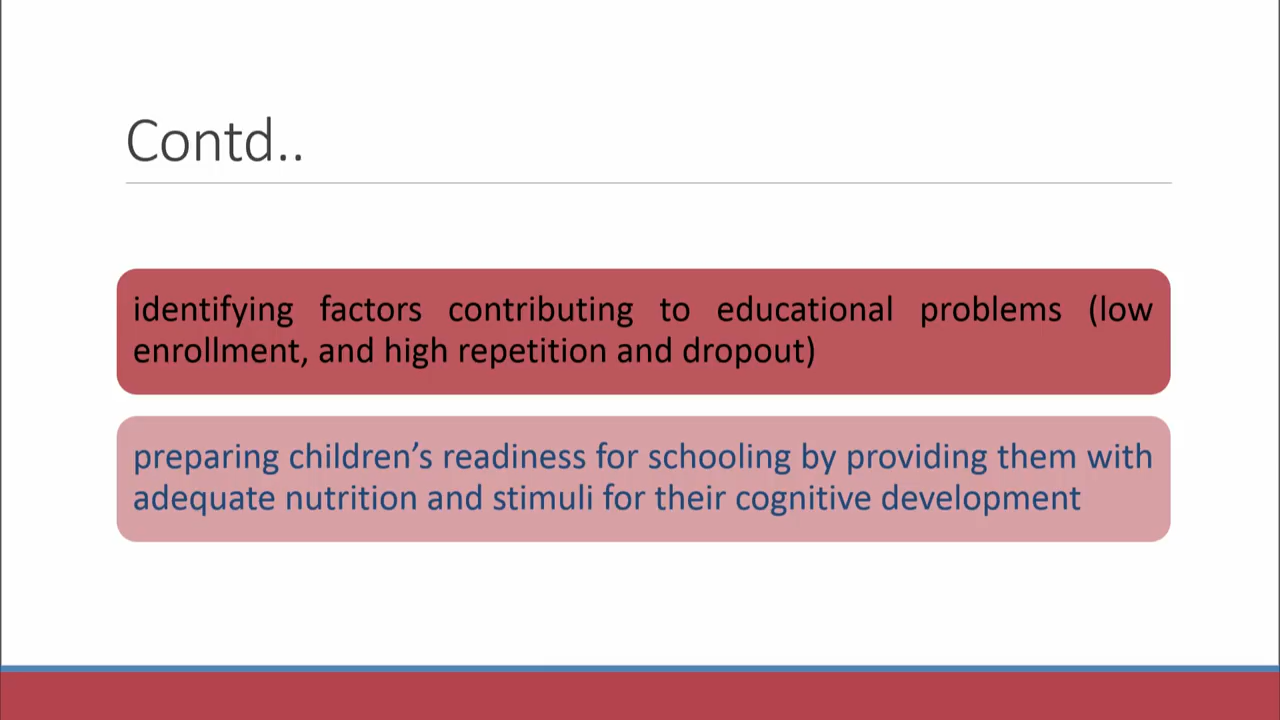 Contd..
identifying factors contributing to educational problems (low
enrollment, and high repetition and dropout)
preparing children’s readiness for schooling by providing them with
adequate nutrition and stimuli for their cognitive development